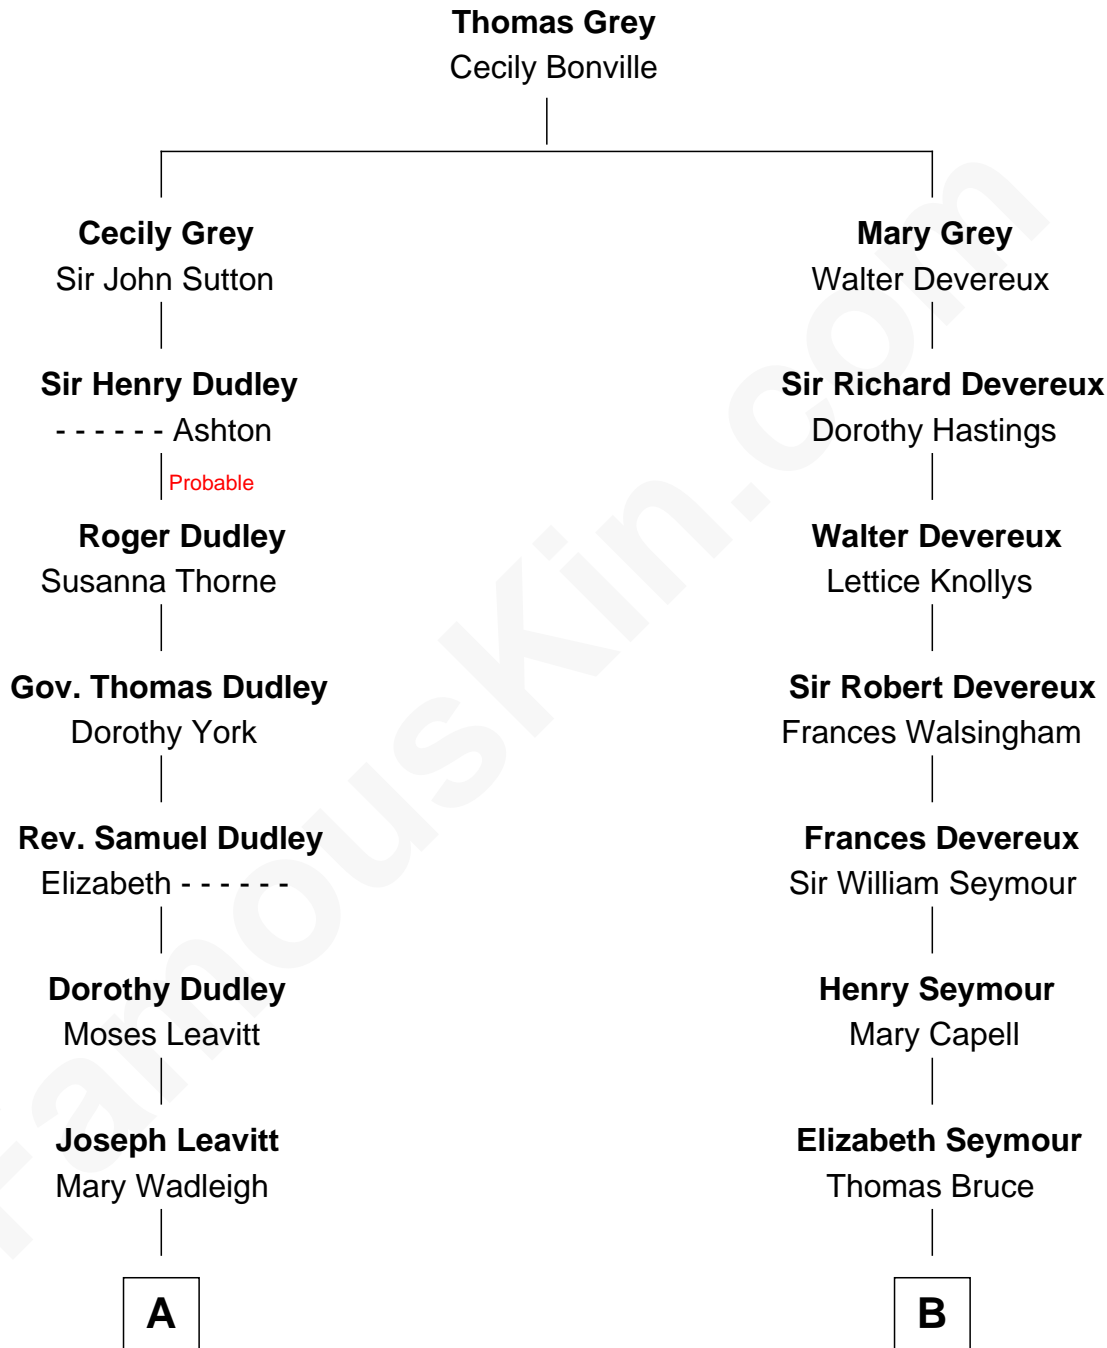 Thomas Grey
Cecily Bonville
Cecily Grey
Sir John Sutton
Mary Grey
Walter Devereux
Sir Henry Dudley
- - - - - - Ashton
Sir Richard Devereux
Dorothy Hastings
Probable
Roger Dudley
Susanna Thorne
Walter Devereux
Lettice Knollys
Gov. Thomas Dudley
Dorothy York
Sir Robert Devereux
Frances Walsingham
Rev. Samuel Dudley
Elizabeth - - - - - -
Frances Devereux
Sir William Seymour
Dorothy Dudley
Moses Leavitt
Henry Seymour
Mary Capell
Joseph Leavitt
Mary Wadleigh
Elizabeth Seymour
Thomas Bruce
A
B
FamousKin.com